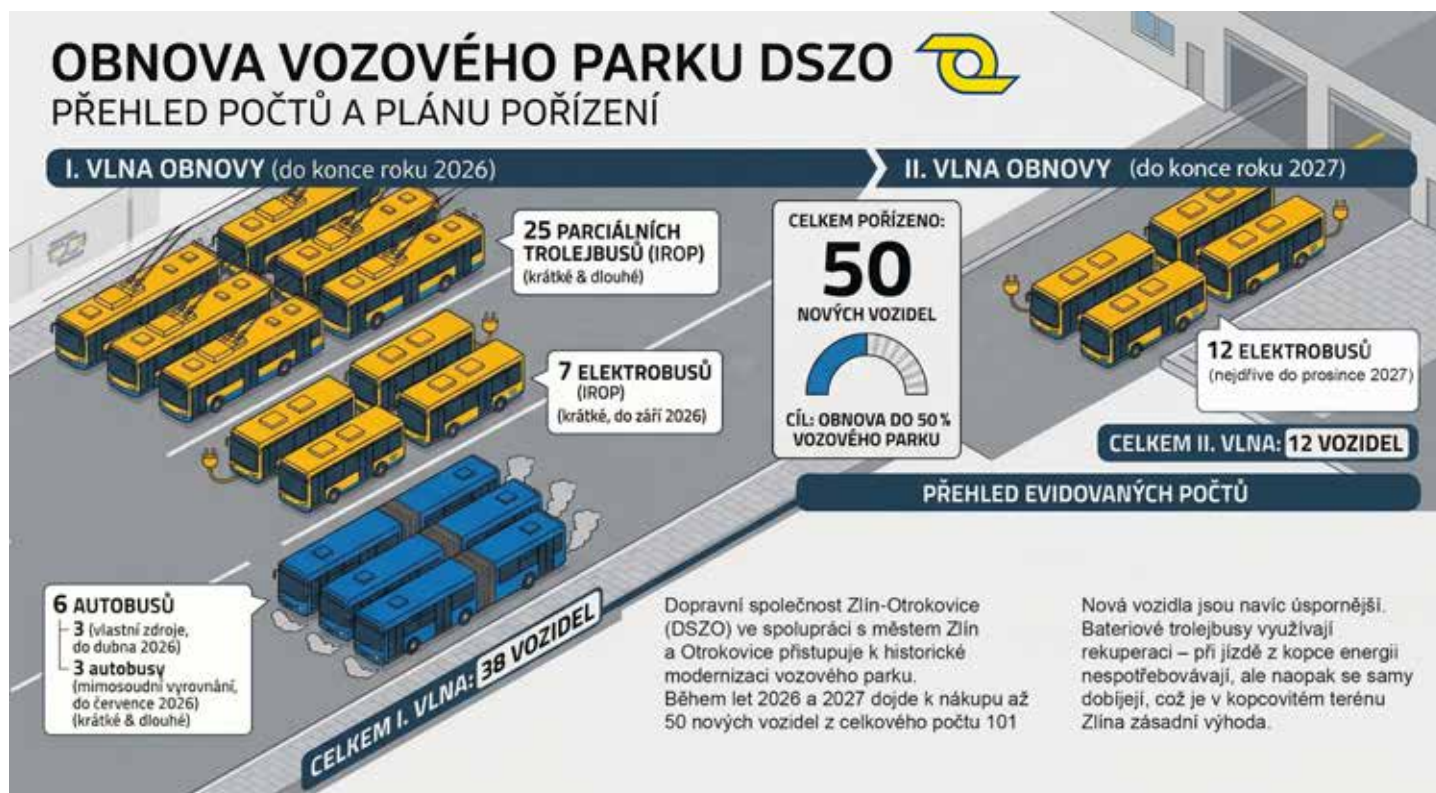 OBNOVA VOZOVÉHO PARKU DSZO
PŘEHLED POČTŮ A PLÁNU POŘÍZENÍ
I. VLNA OBNOVY (do konce roku 2026)
II. VLNA OBNOVY (do konce roku 2027)
25 PARCIÁLNÍCH
TROLEJBUSŮ (IROP)
(krátké & dlouhé)
7 ELEKTROBUSŮ
(IROP)
(krátké, do září 2026)
6 AUTOBUSŮ
3 (vlastní zdroje,
do dubna 2026)
3 autobusy
(mimosoudní vyrovnání,
do července 2026)
(krátké & dlouhé)
CELKEM I. VLNA: 38 VOZIDEL
CELKEM POŘÍZENO:
50
NOVÝCH VOZIDEL
CÍL: OBNOVA DO 50 %
VOZOVÉHO PARKU
12 ELEKTROBUSŮ
(nejdříve do prosince 2027)
CELKEM II. VLNA: 12 VOZIDEL
PŘEHLED EVIDOVANÝCH POČTŮ
Dopravní společnost Zlín-Otrokovice
(DSZO) ve spolupráci s městem Zlín
a Otrokovice přistupuje k historické
modernizaci vozového parku.
Během let 2026 a 2027 dojde k nákupu až
50 nových vozidel z celkového počtu 101
Nová vozidla jsou navíc úspornější.
Bateriové trolejbusy využívají
rekuperaci – při jízdě z kopce energii
nespotřebovávají, ale naopak se samy
dobíjejí, což je v kopcovitém terénu
Zlína zásadní výhoda.